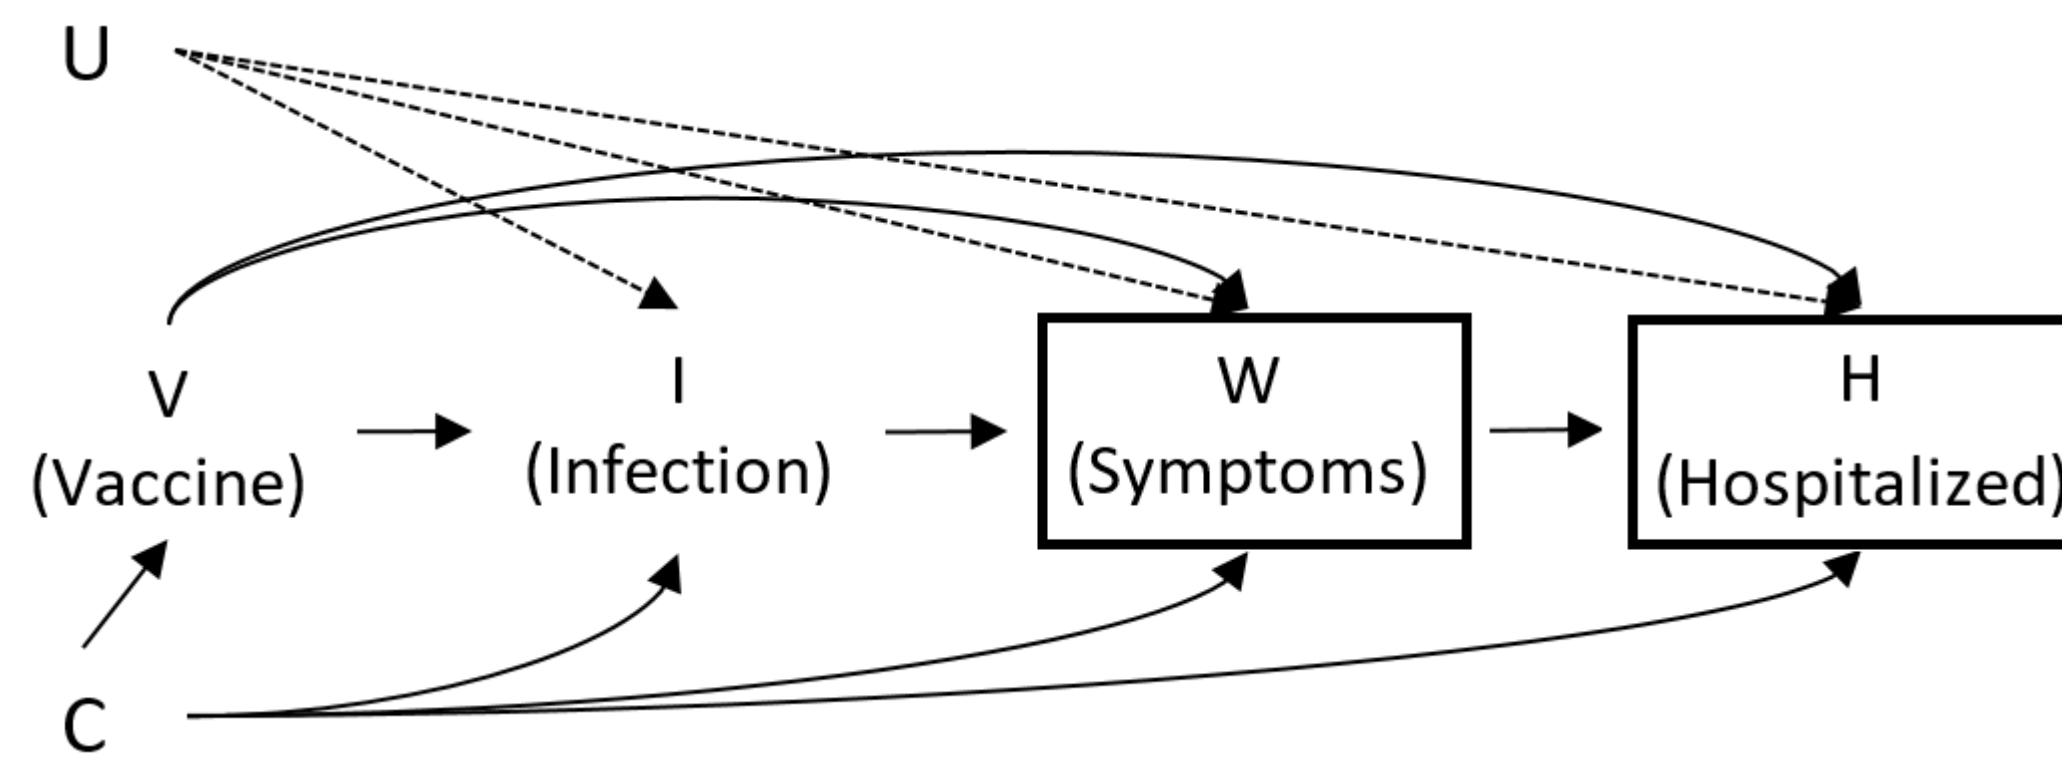 U
V
(Vaccine)
I
(Infection)
W
(Symptoms)
H
(Hospitalized)
C